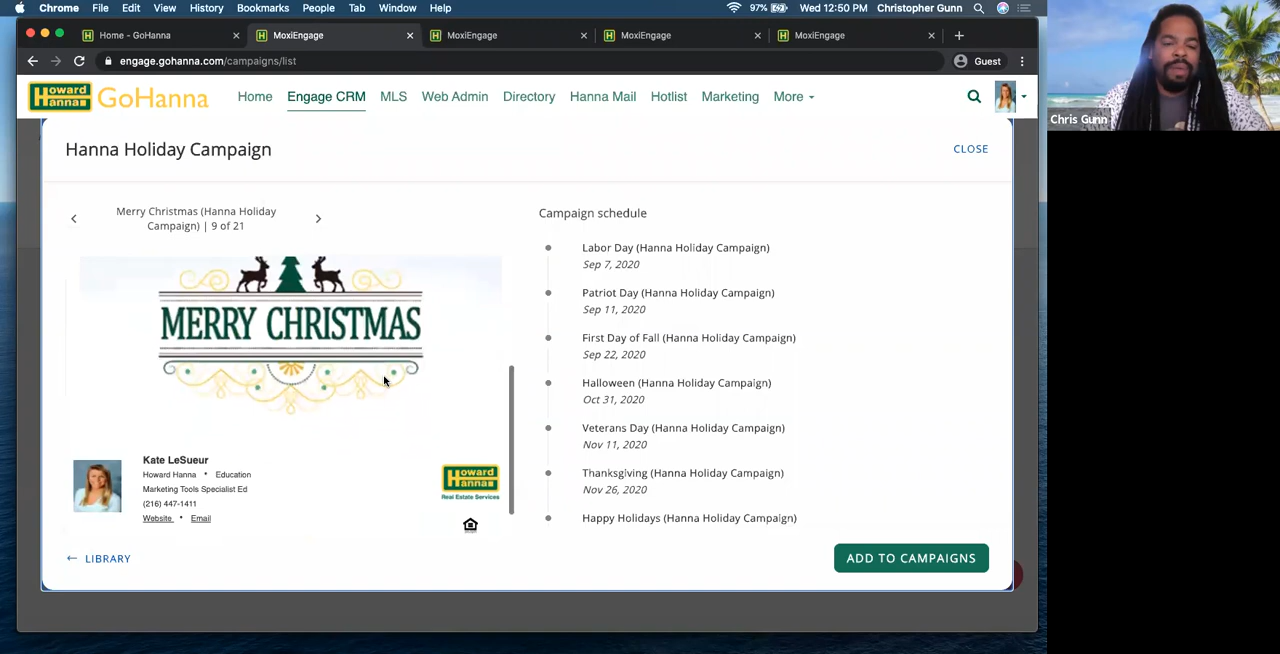 Chrome File Edit View History Bookmarks People Tab Window Help 97% Wed 12:50 PM Christopher Gunn
Home - GoHanna MoxiEngage MoxiEngage MoxiEngage MoxiEngage
engage.gohanna.com/campaigns/list Guest
Howard Hanna GoHanna Home Engage CRM MLS Web Admin Directory Hanna Mail Hotlist Marketing More
Chris Gunn
Hanna Holiday Campaign CLOSE
Merry Christmas (Hanna Holiday
Campaign) | 9 of 21
MERRY CHRISTMAS
Kate LeSueur
Howard Hanna • Education
Marketing Tools Specialist Ed
(216) 447-1411
Website • Email
Howard
Hanna
Real Estate Services
Campaign schedule
Labor Day (Hanna Holiday Campaign)
Sep 7, 2020
Patriot Day (Hanna Holiday Campaign)
Sep 11, 2020
First Day of Fall (Hanna Holiday Campaign)
Sep 22, 2020
Halloween (Hanna Holiday Campaign)
Oct 31, 2020
Veterans Day (Hanna Holiday Campaign)
Nov 11, 2020
Thanksgiving (Hanna Holiday Campaign)
Nov 26, 2020
Happy Holidays (Hanna Holiday Campaign)
← LIBRARY
ADD TO CAMPAIGNS